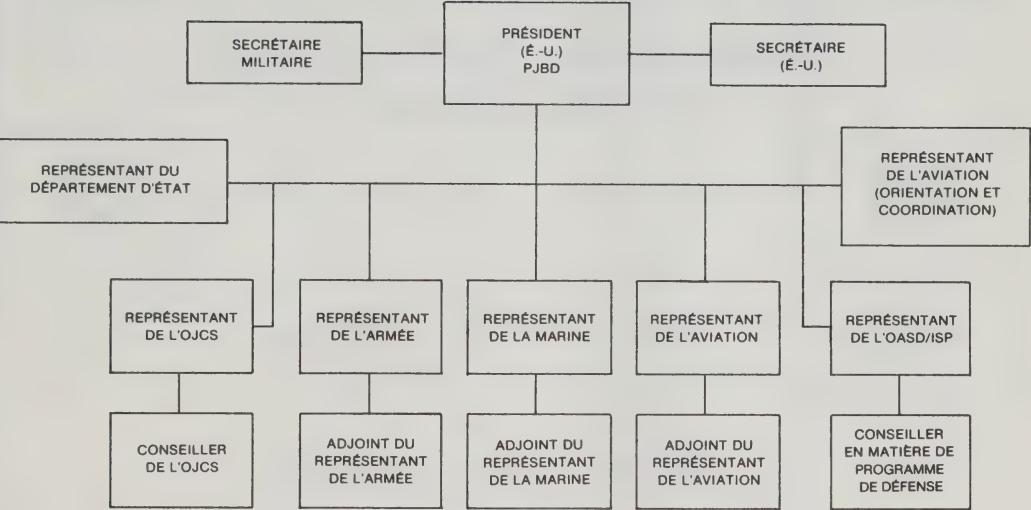 SECRÉTAIRE
MILITAIRE
PRÉSIDENT
(É.-U.)
PJBD
SECRÉTAIRE
(É.-U.)
REPRÉSENTANT DU
DÉPARTEMENT D'ÉTAT
REPRÉSENTANT
DE L'AVIATION
(ORIENTATION ET
COORDINATION)
REPRÉSENTANT
DE L'OJCS
REPRÉSENTANT
DE L'ARMÉE
REPRÉSENTANT
DE LA MARINE
REPRÉSENTANT
DE L'AVIATION
REPRÉSENTANT
DE L'OASD/ISP
CONSEILLER
DE L'OJCS
ADJOINT DU
REPRÉSENTANT
DE L'ARMÉE
ADJOINT DU
REPRÉSENTANT
DE LA MARINE
ADJOINT DU
REPRÉSENTANT
DE L'AVIATION
CONSEILLER
EN MATIÈRE DE
PROGRAMME
DE DÉFENSE